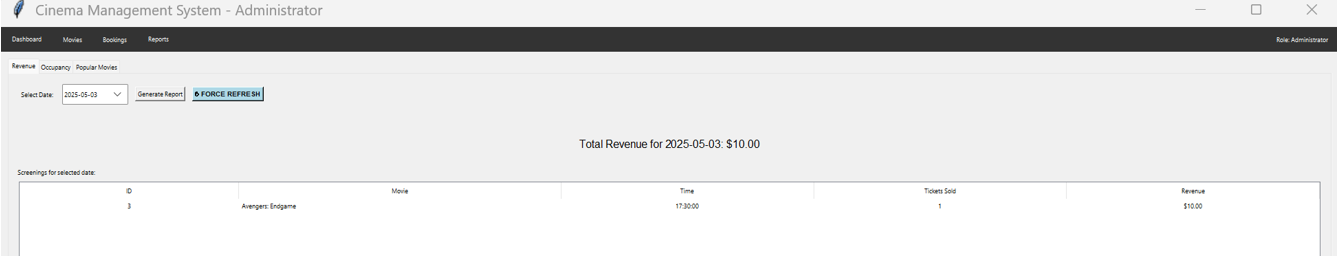 Cinema Management System - Administrator
Dashboard Movies Bookings Reports Role: Administrator
Revenue Occupancy Popular Movies
Select Date: 2025-05-03 Generate Report FORCE REFRESH
Total Revenue for 2025-05-03: $10.00
Screenings for selected date:
ID Movie Time Tickets Sold Revenue
3 Avengers: Endgame 17:30:00 1 $10.00